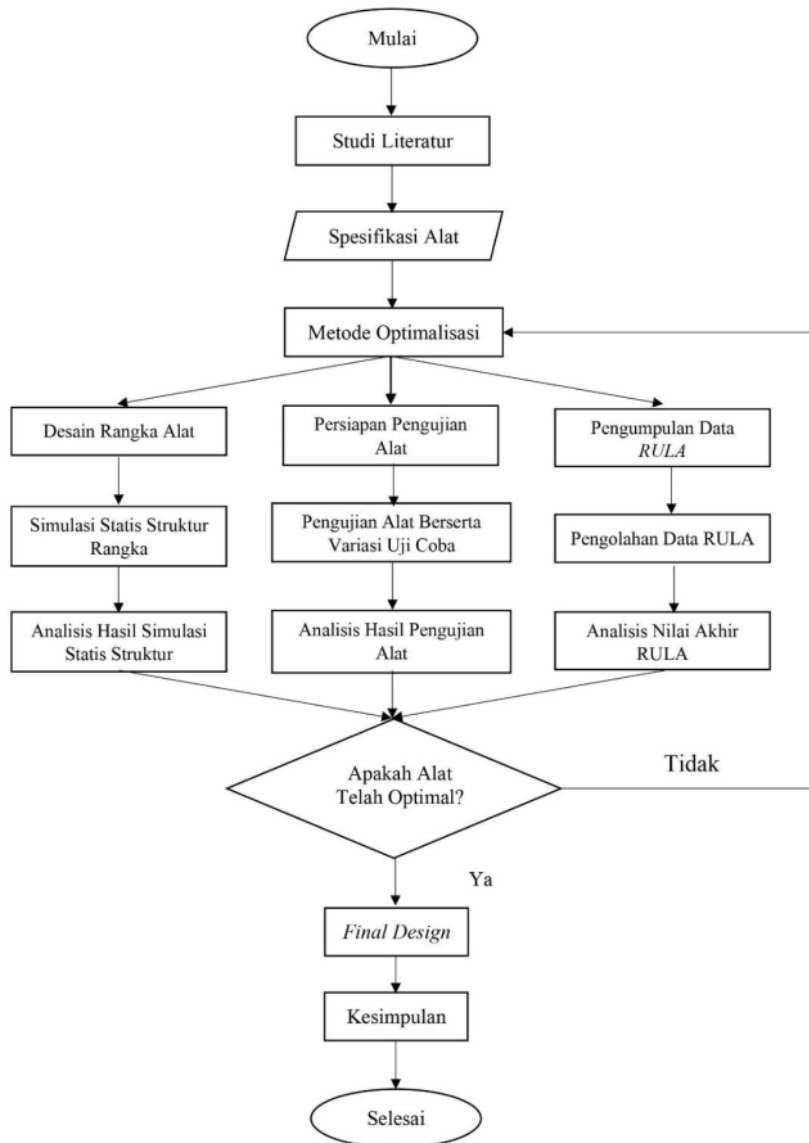 Mulai
Studi Literatur
Spesifikasi Alat
Metode Optimalisasi
Desain Rangka Alat
Persiapan Pengujian
Alat
Pengumpulan Data
RULA
Simulasi Statis Struktur
Rangka
Pengujian Alat Berserta
Variasi Uji Coba
Pengolahan Data RULA
Analisis Hasil Simulasi
Statis Struktur
Analisis Hasil Pengujian
Alat
Analisis Nilai Akhir
RULA
Apakah Alat
Telah Optimal?
Tidak
Ya
Final Design
Kesimpulan
Selesai